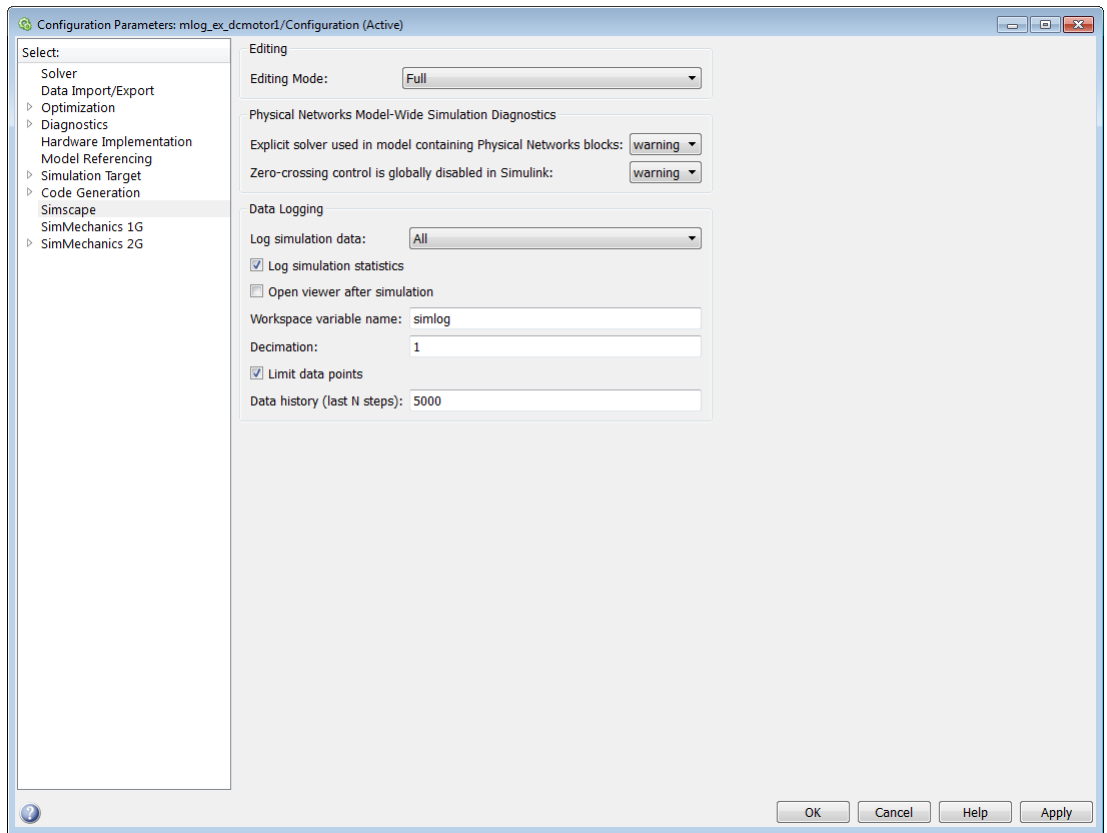 Configuration Parameters: mlog_ex_dcmotor1/Configuration (Active)
Select:
Solver
Data Import/Export
Optimization
Diagnostics
Hardware Implementation
Model Referencing
Simulation Target
Code Generation
Simscape
SimMechanics 1G
SimMechanics 2G
Editing
Editing Mode: Full
Physical Networks Model-Wide Simulation Diagnostics
Explicit solver used in model containing Physical Networks blocks: warning
Zero-crossing control is globally disabled in Simulink: warning
Data Logging
Log simulation data: All
Log simulation statistics
Open viewer after simulation
Workspace variable name: simlog
Decimation: 1
Limit data points
Data history (last N steps): 5000
? OK Cancel Help Apply